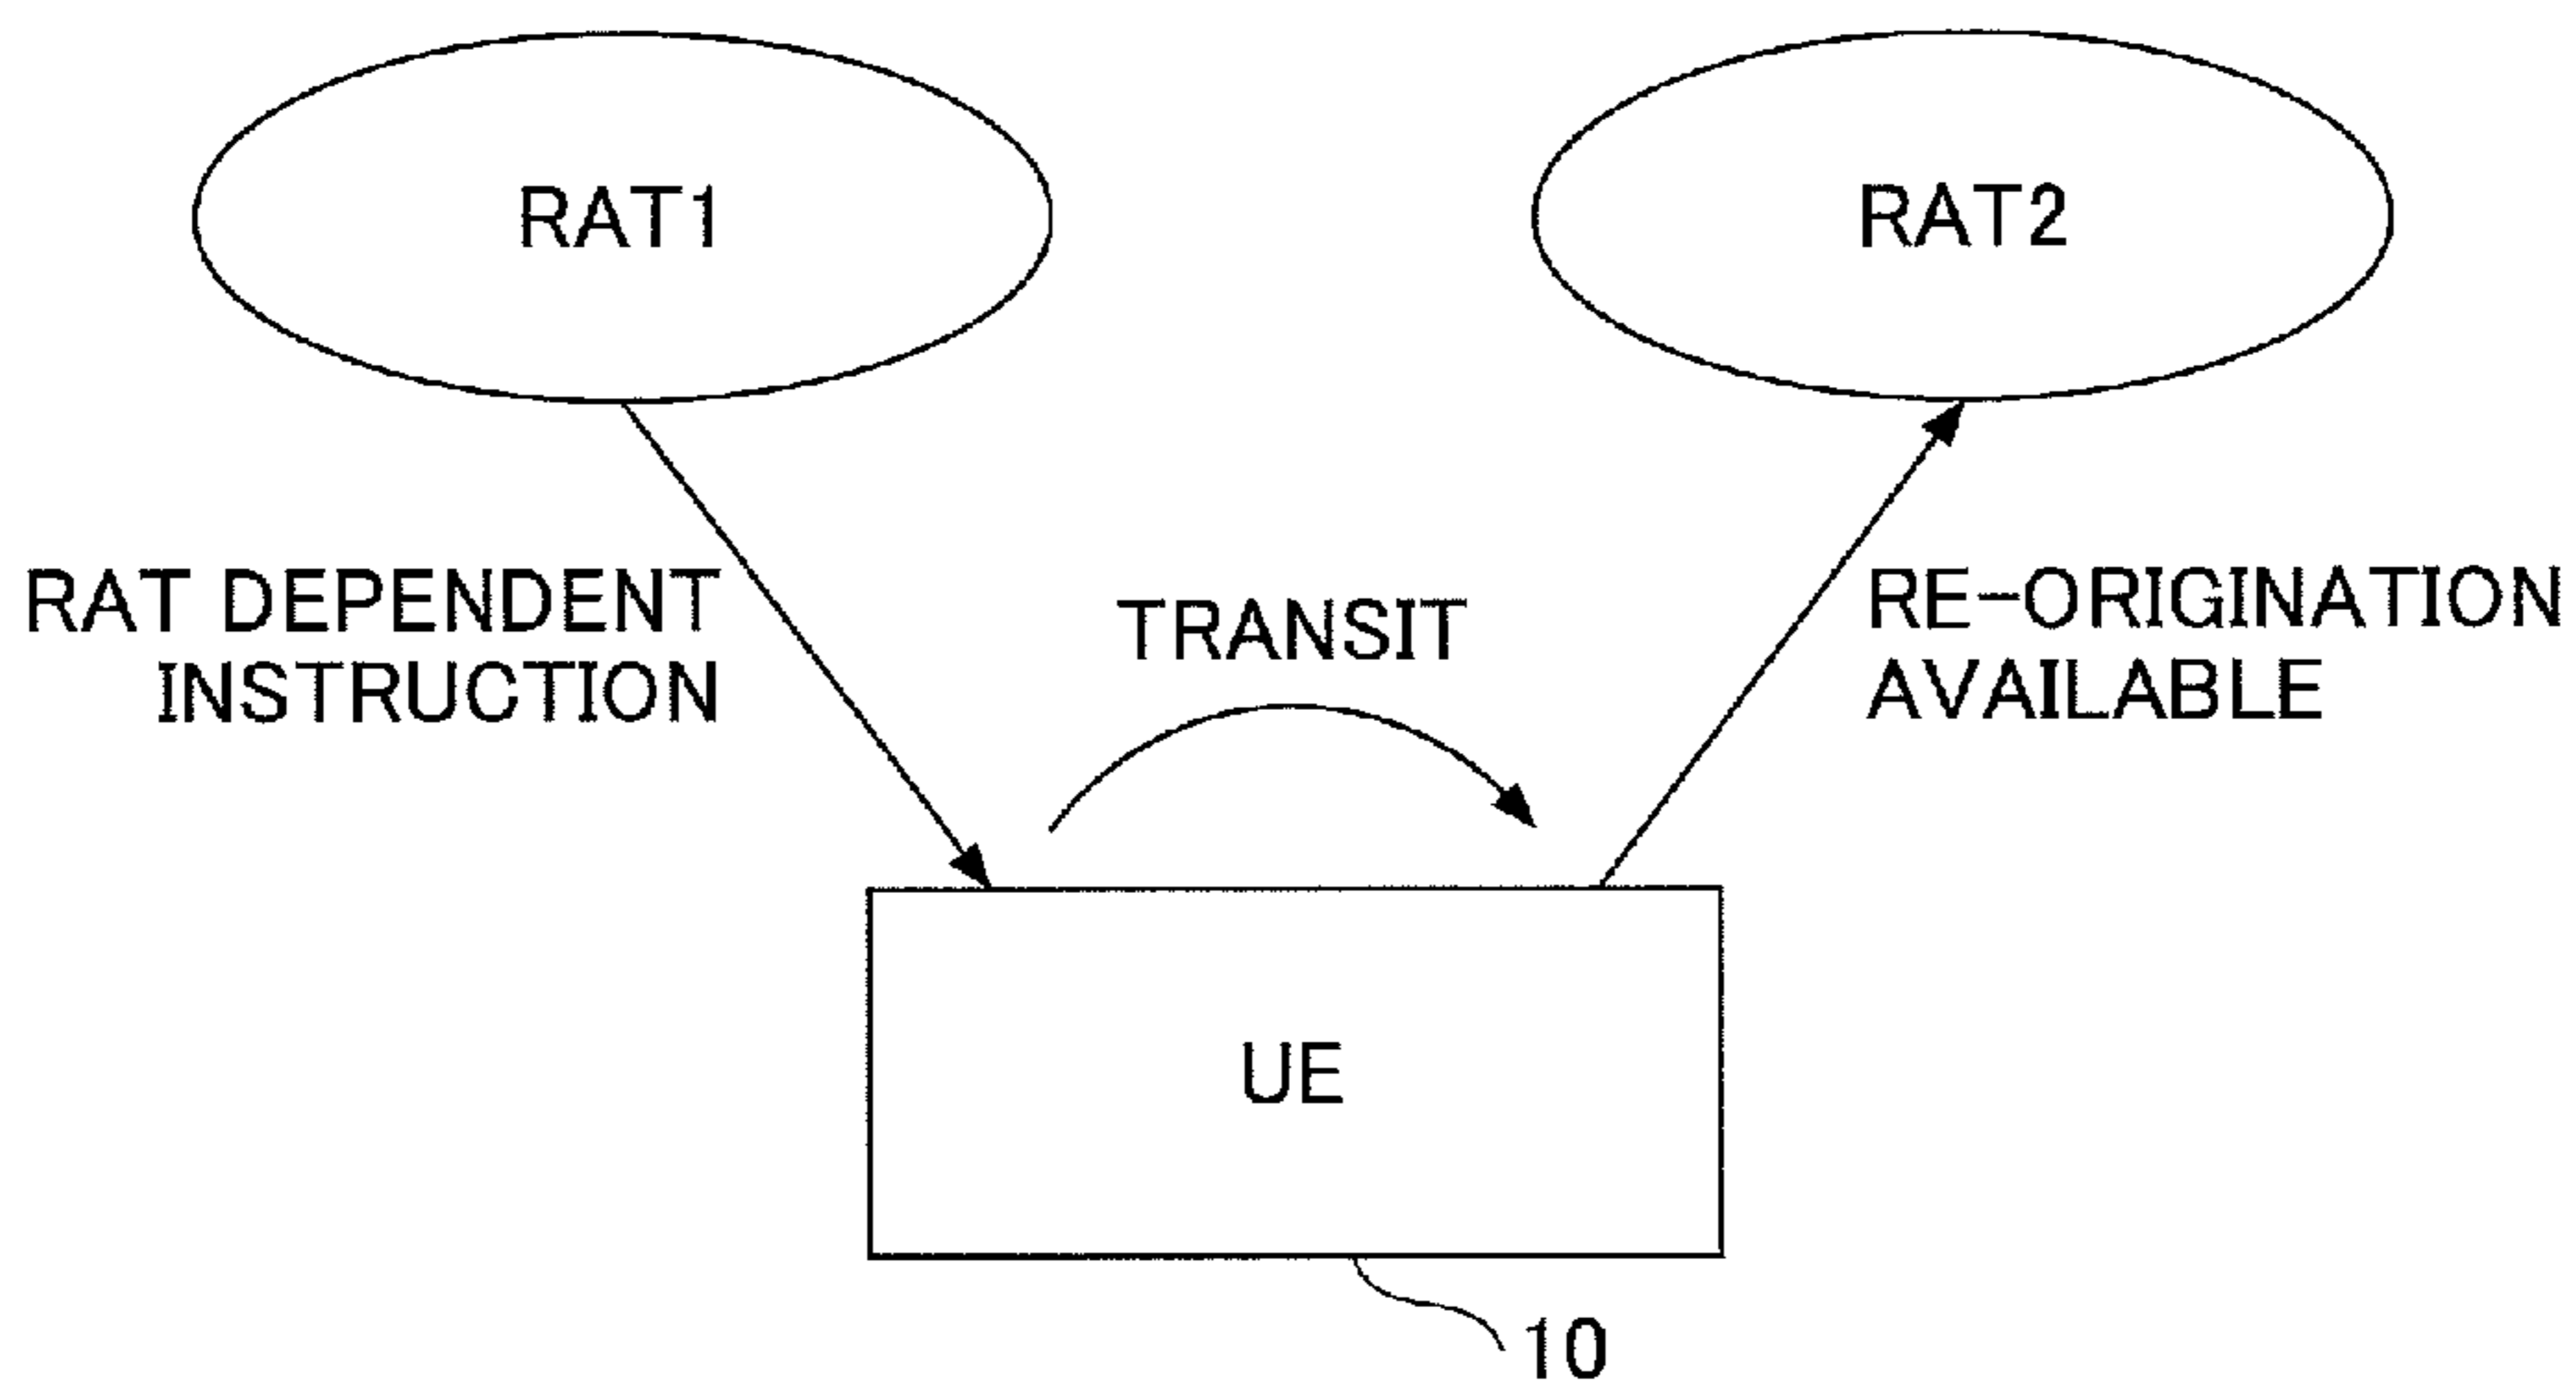 RAT1
RAT2
RAT DEPENDENT
INSTRUCTION
TRANSIT
RE-ORIGINATION
AVAILABLE
UE
10